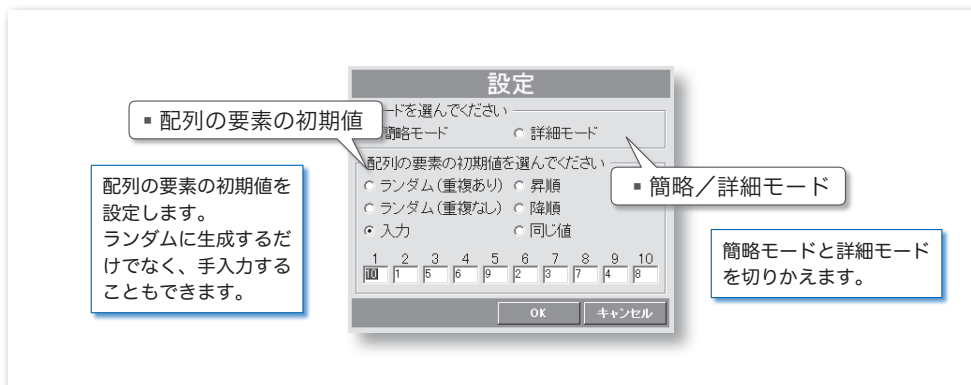 設定
ードを選んでください
簡略モード
詳細モード
▪ 配列の要素の初期値
配列の要素の初期値を選んでください
ランダム(重複あり)
昇順
ランダム(重複なし)
降順
入力
同じ値
1 2 3 4 5 6 7 8 9 10
10 1 5 6 9 2 3 7 4 8
OK
キャンセル
配列の要素の初期値を
設定します。
ランダムに生成するだ
けでなく、手入力する
こともできます。
▪ 簡略/詳細モード
簡略モードと詳細モード
を切りかえます。